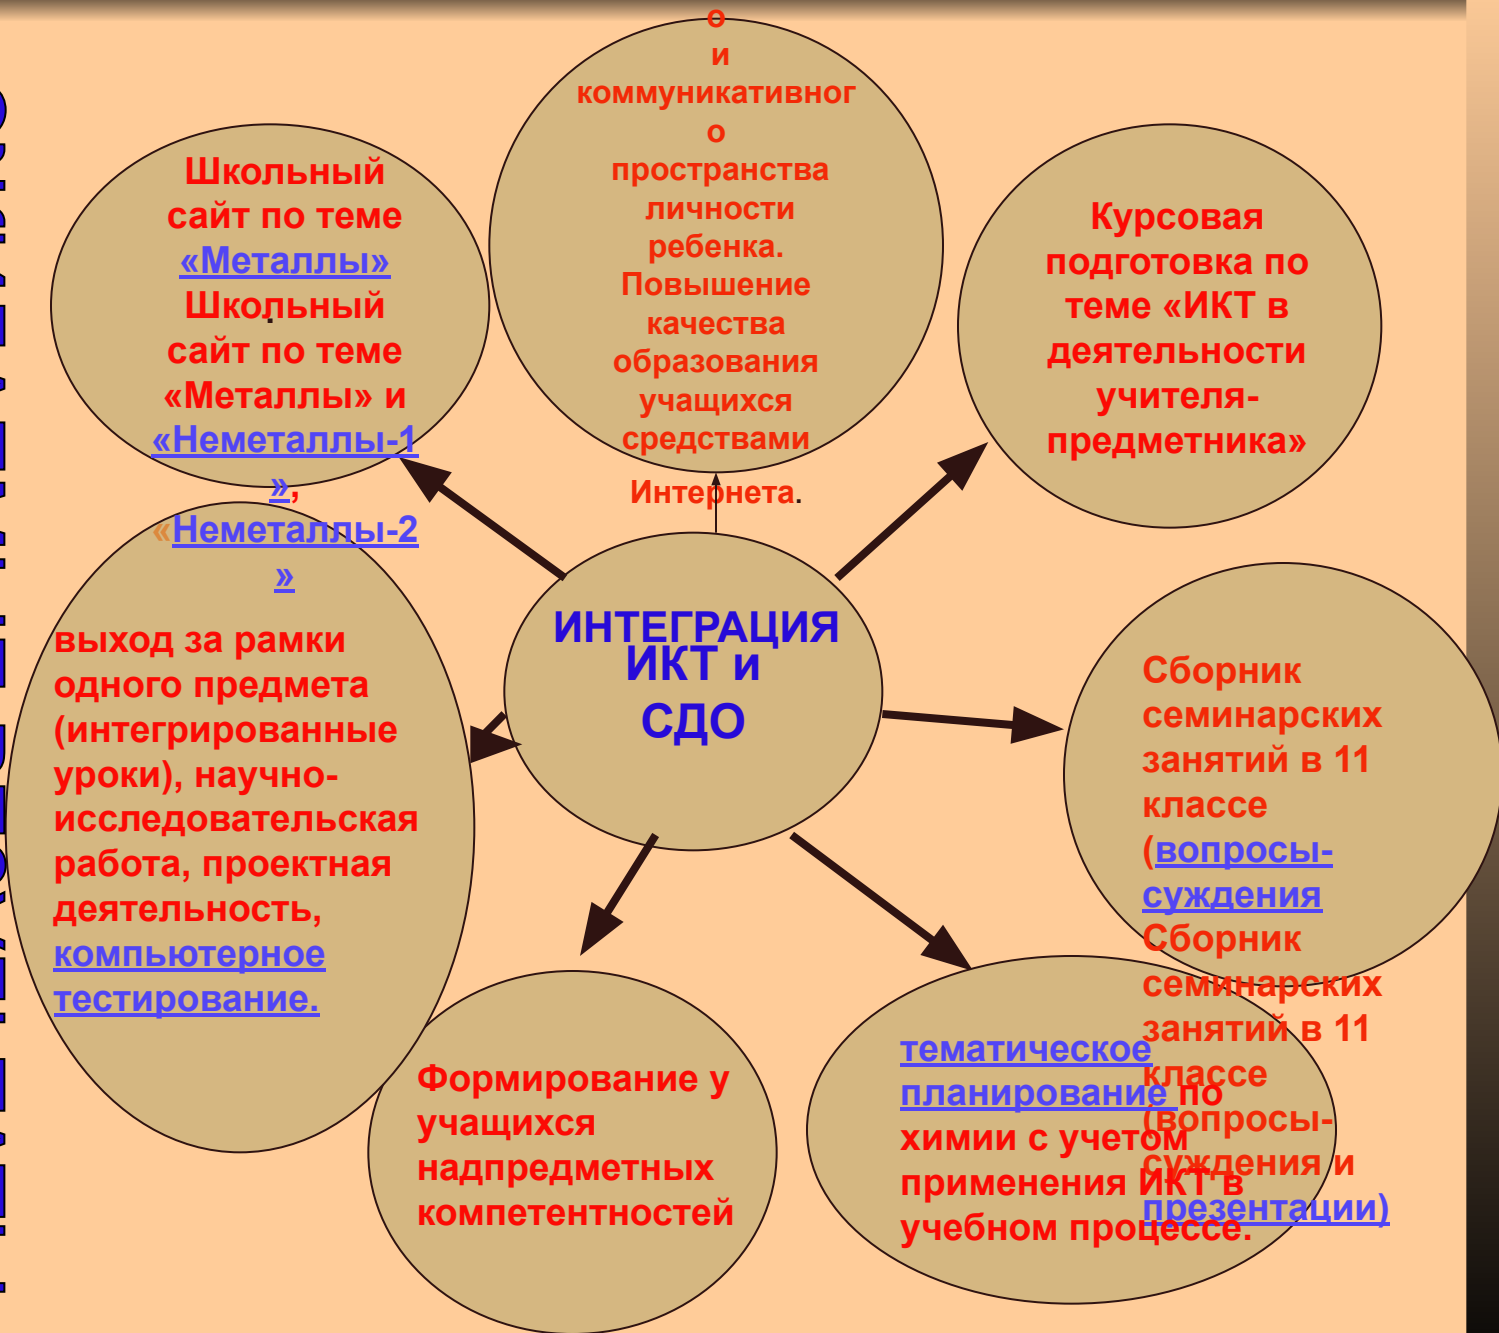 о
и
коммуникативног
о
пространства
личности
ребенка.
Повышение
качества
образования
учащихся
средствами
Интернета.
Школьный
сайт по теме
«Металлы»
Школьный
сайт по теме
«Металлы» и
«Неметаллы-1
»,
«Неметаллы-2
»
.
Курсовая
подготовка по
теме «ИКТ в
деятельности
учителя-
предметника»
ИНТЕГРАЦИЯ
ИКТ и
СДО
выход за рамки
одного предмета
(интегрированные
уроки), научно-
исследовательская
работа, проектная
деятельность,
компьютерное
тестирование.
Сборник
семинарских
занятий в 11
классе
(вопросы-
суждения
Сборник
семинарских
занятий в 11
классе
(вопросы-
суждения и
презентации)
Формирование у
учащихся
надпредметных
компетентностей
тематическое
планирование по
химии с учетом
применения ИКТ в
учебном процессе.